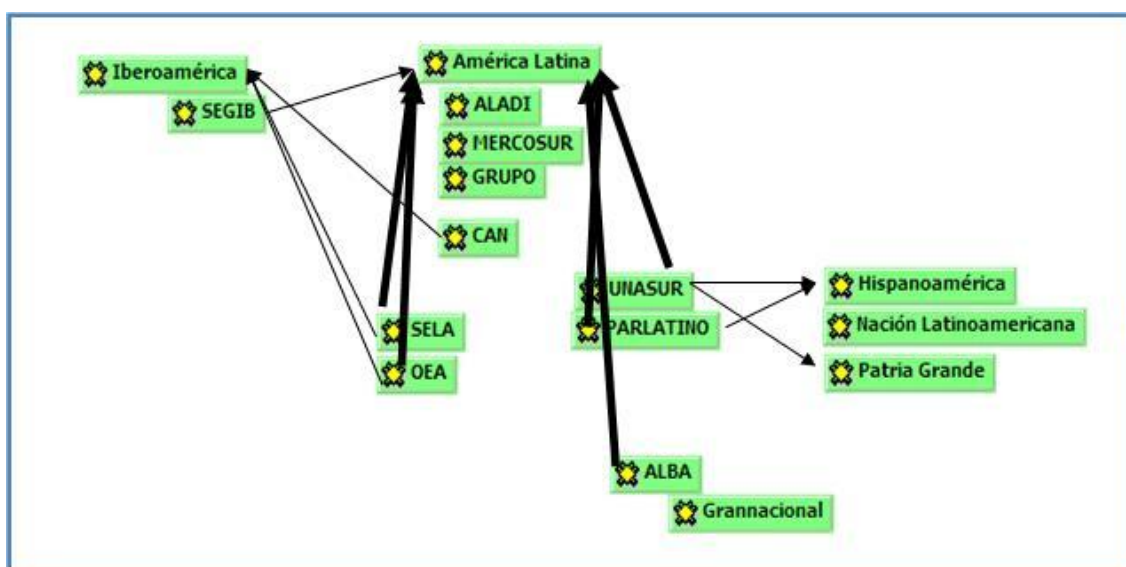 Iberoamérica
América Latina
SEGIB
ALADI
MERCOSUR
GRUPO
CAN
UNASUR
Hispanoamérica
SELA
PARLATINO
Nación Latinoamericana
OEA
Patria Grande
ALBA
Grannacional